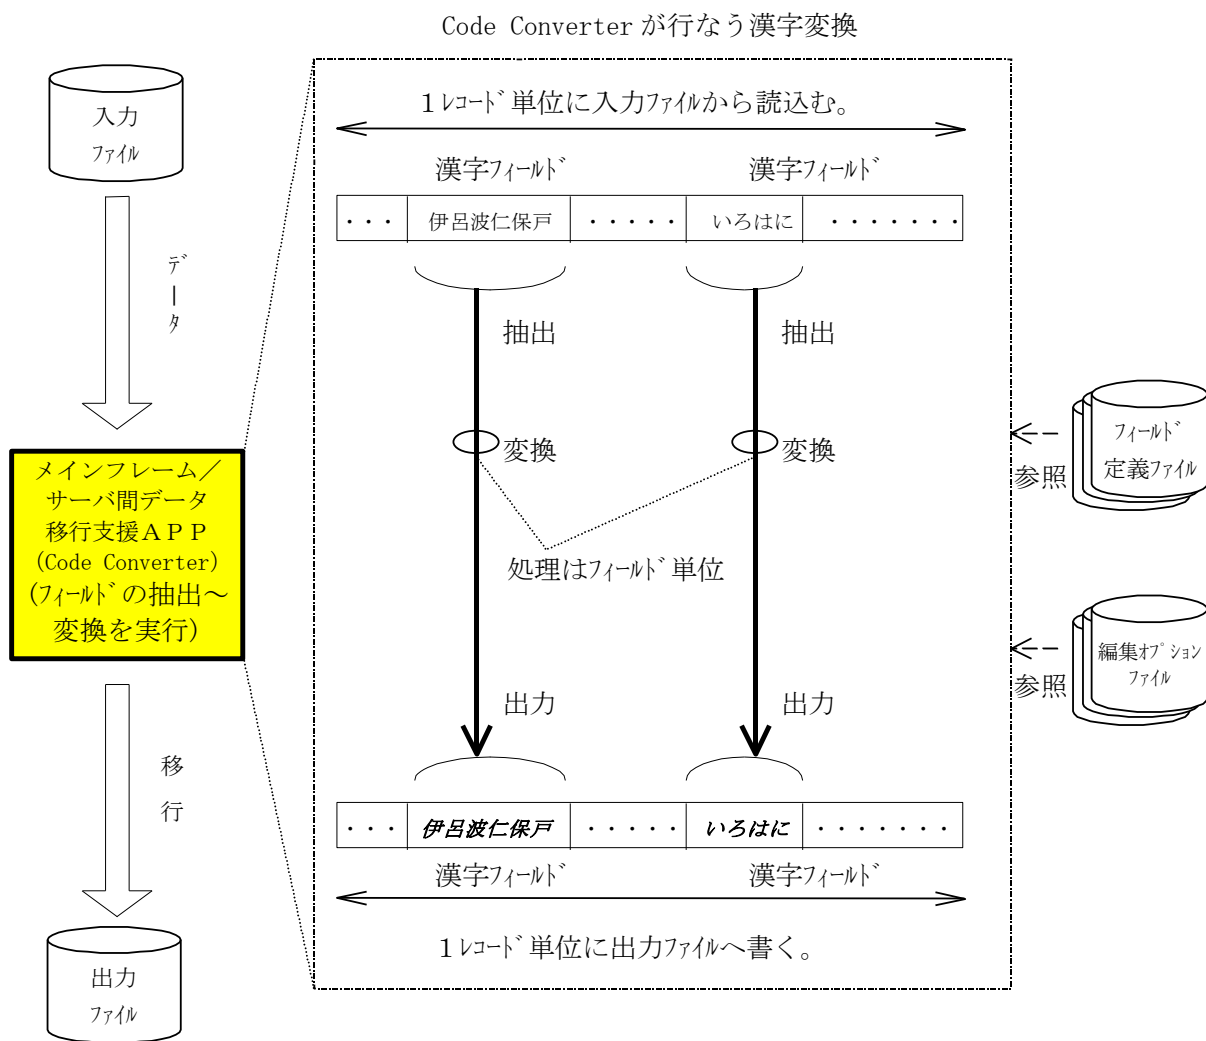 Code Converter が行なう漢字変換
入力
ファイル
1レコード単位に入力ファイルから読込む。
漢字フィールド 漢字フィールド
・・・ 伊呂波仁保戸 ・・・・・ いろはに ・・・・・・・
データ
抽出 抽出
変換 変換
処理はフィールド単位
フィールド
定義ファイル
参照
メインフレーム/
サーバ間データ
移行支援APP
(Code Converter)
(フィールドの抽出~
変換を実行)
編集オプション
ファイル
参照
出力 出力
移行
・・・ 伊呂波仁保戸 ・・・・・ いろはに ・・・・・・・
漢字フィールド 漢字フィールド
1レコード単位に出力ファイルへ書く。
出力
ファイル